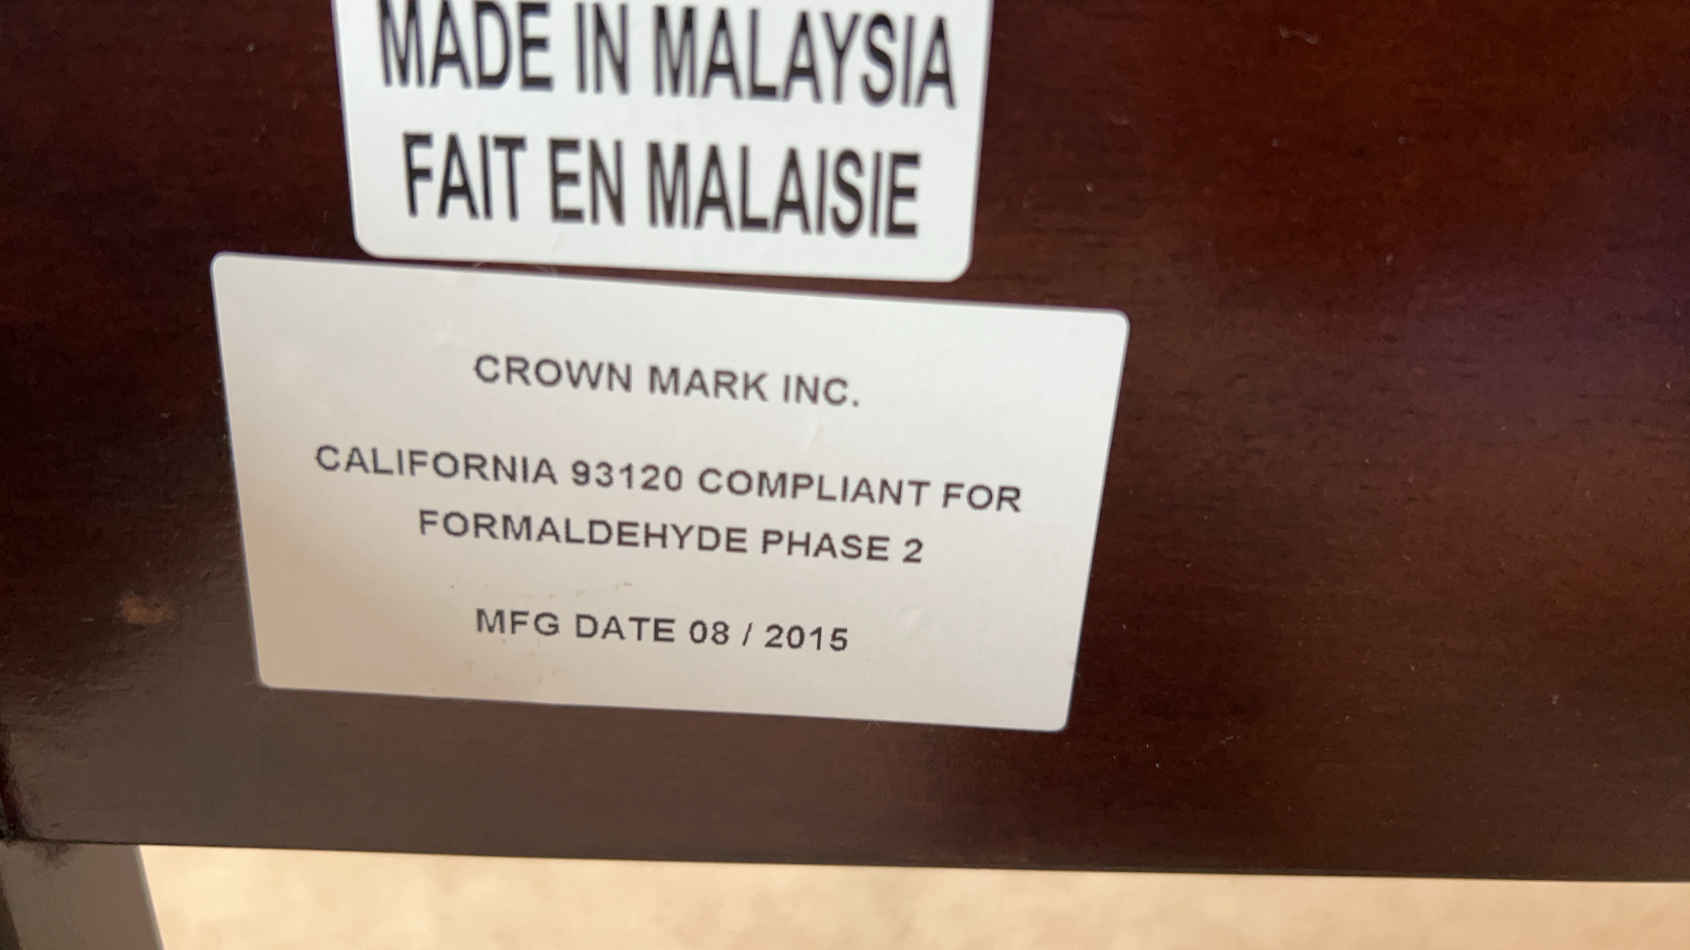 MADE IN MALAYSIA
FAIT EN MALAISIE
CROWN MARK INC.
CALIFORNIA 93120 COMPLIANT FOR
FORMALDEHYDE PHASE 2
MFG DATE 08 / 2015